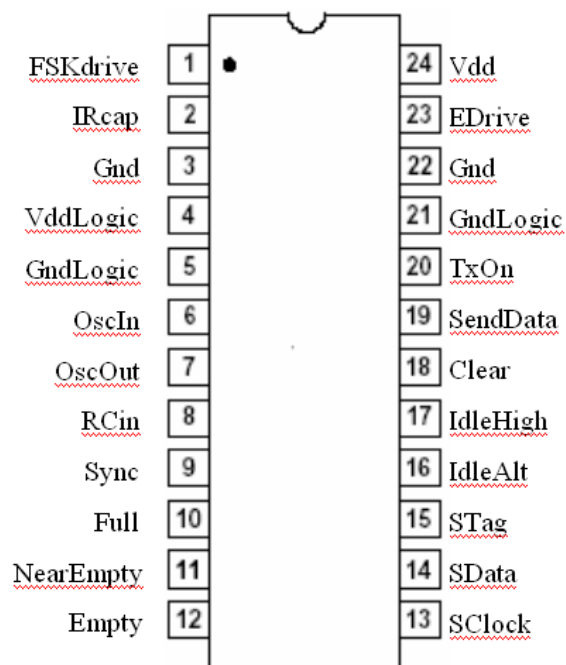 FSKdrive 1 24 Vdd
IRcap 2 23 EDrive
Gnd 3 22 Gnd
VddLogic 4 21 GndLogic
GndLogic 5 20 TxOn
OscIn 6 19 SendData
OscOut 7 18 Clear
RCin 8 17 IdleHigh
Sync 9 16 IdleAlt
Full 10 15 STag
NearEmpty 11 14 SData
Empty 12 13 SClock